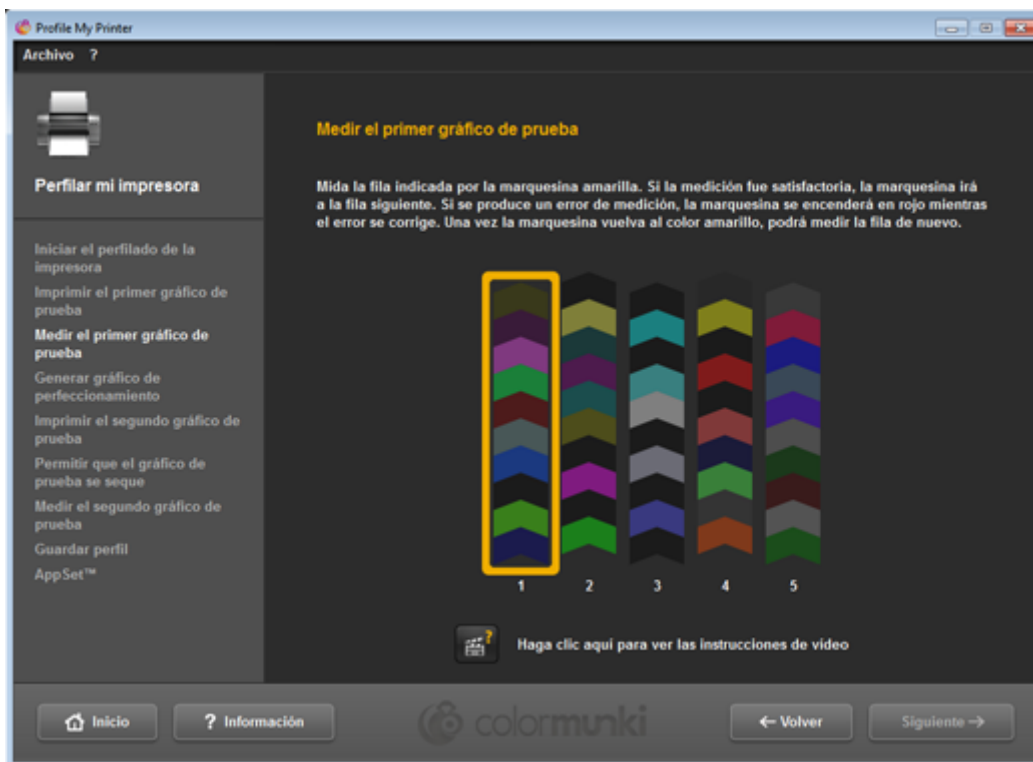 Profile My Printer
Archivo ?
Perfilar mi impresora
Iniciar el perfilado de la
impresora
Imprimir el primer gráfico de
prueba
Medir el primer gráfico de
prueba
Generar gráfico de
perfeccionamiento
Imprimir el segundo gráfico de
prueba
Permitir que el gráfico de
prueba se seque
Medir el segundo gráfico de
prueba
Guardar perfil
AppSet™
Medir el primer gráfico de prueba
Mida la fila indicada por la marquesina amarilla. Si la medición fue satisfactoria, la marquesina irá
a la fila siguiente. Si se produce un error de medición, la marquesina se encenderá en rojo mientras
el error se corrige. Una vez la marquesina vuelva al color amarillo, podrá medir la fila de nuevo.
1 2 3 4 5
Haga clic aquí para ver las instrucciones de vídeo
Inicio
? Información
colormunki
← Volver
Siguiente →